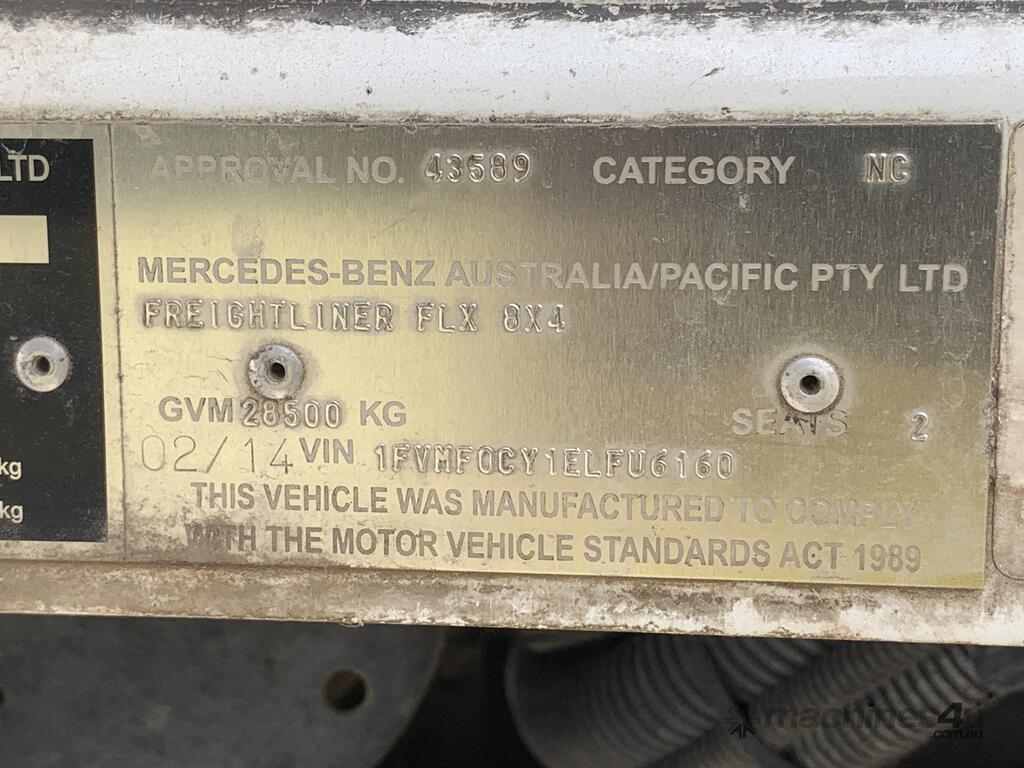 LTD
APPROVAL NO. 43589 CATEGORY NC
MERCEDES-BENZ AUSTRALIA/PACIFIC PTY LTD
FREIGHTLINER FLX 8X4
GVM 28500 KG SEATS 2
02/14 VIN 1FVMF0CY1ELFU6160
kg
THIS VEHICLE WAS MANUFACTURED TO COMPLY
kg
WITH THE MOTOR VEHICLE STANDARDS ACT 1989
machines4u
.com.au